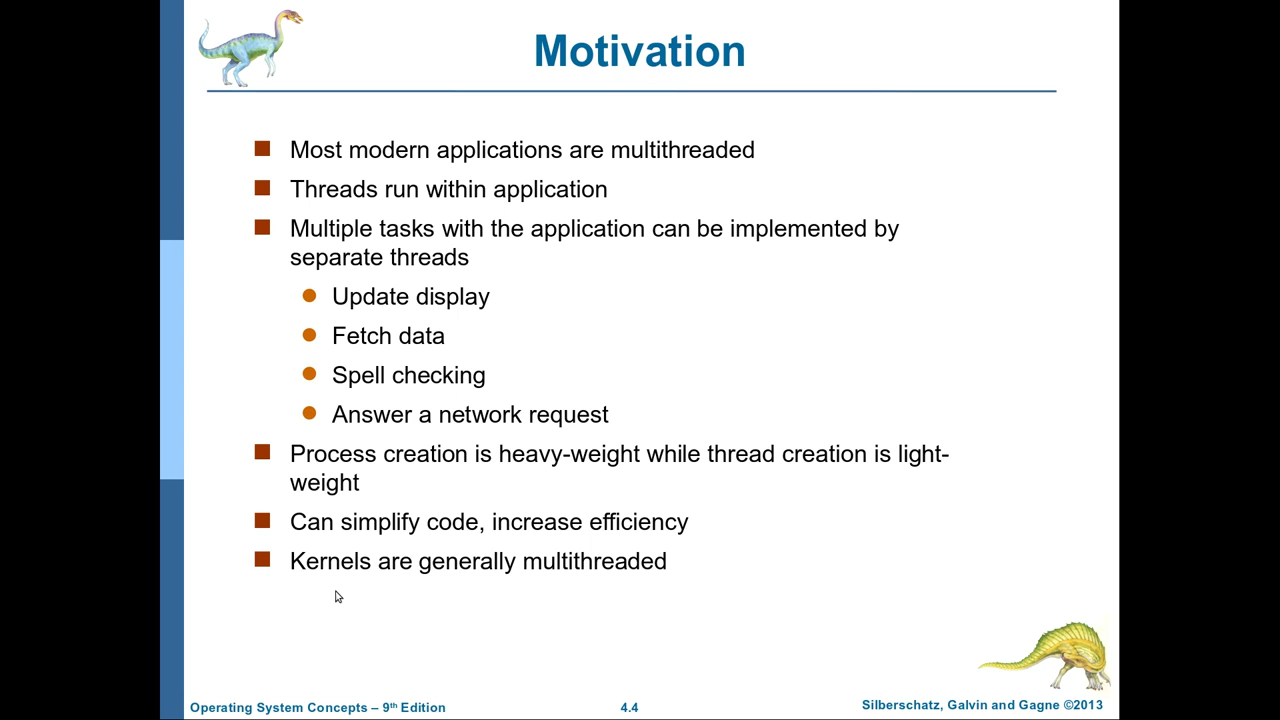 Motivation
Most modern applications are multithreaded
Threads run within application
Multiple tasks with the application can be implemented by
separate threads
Update display
Fetch data
Spell checking
Answer a network request
Process creation is heavy-weight while thread creation is light-
weight
Can simplify code, increase efficiency
Kernels are generally multithreaded
Operating System Concepts – 9th Edition
4.4
Silberschatz, Galvin and Gagne ©2013